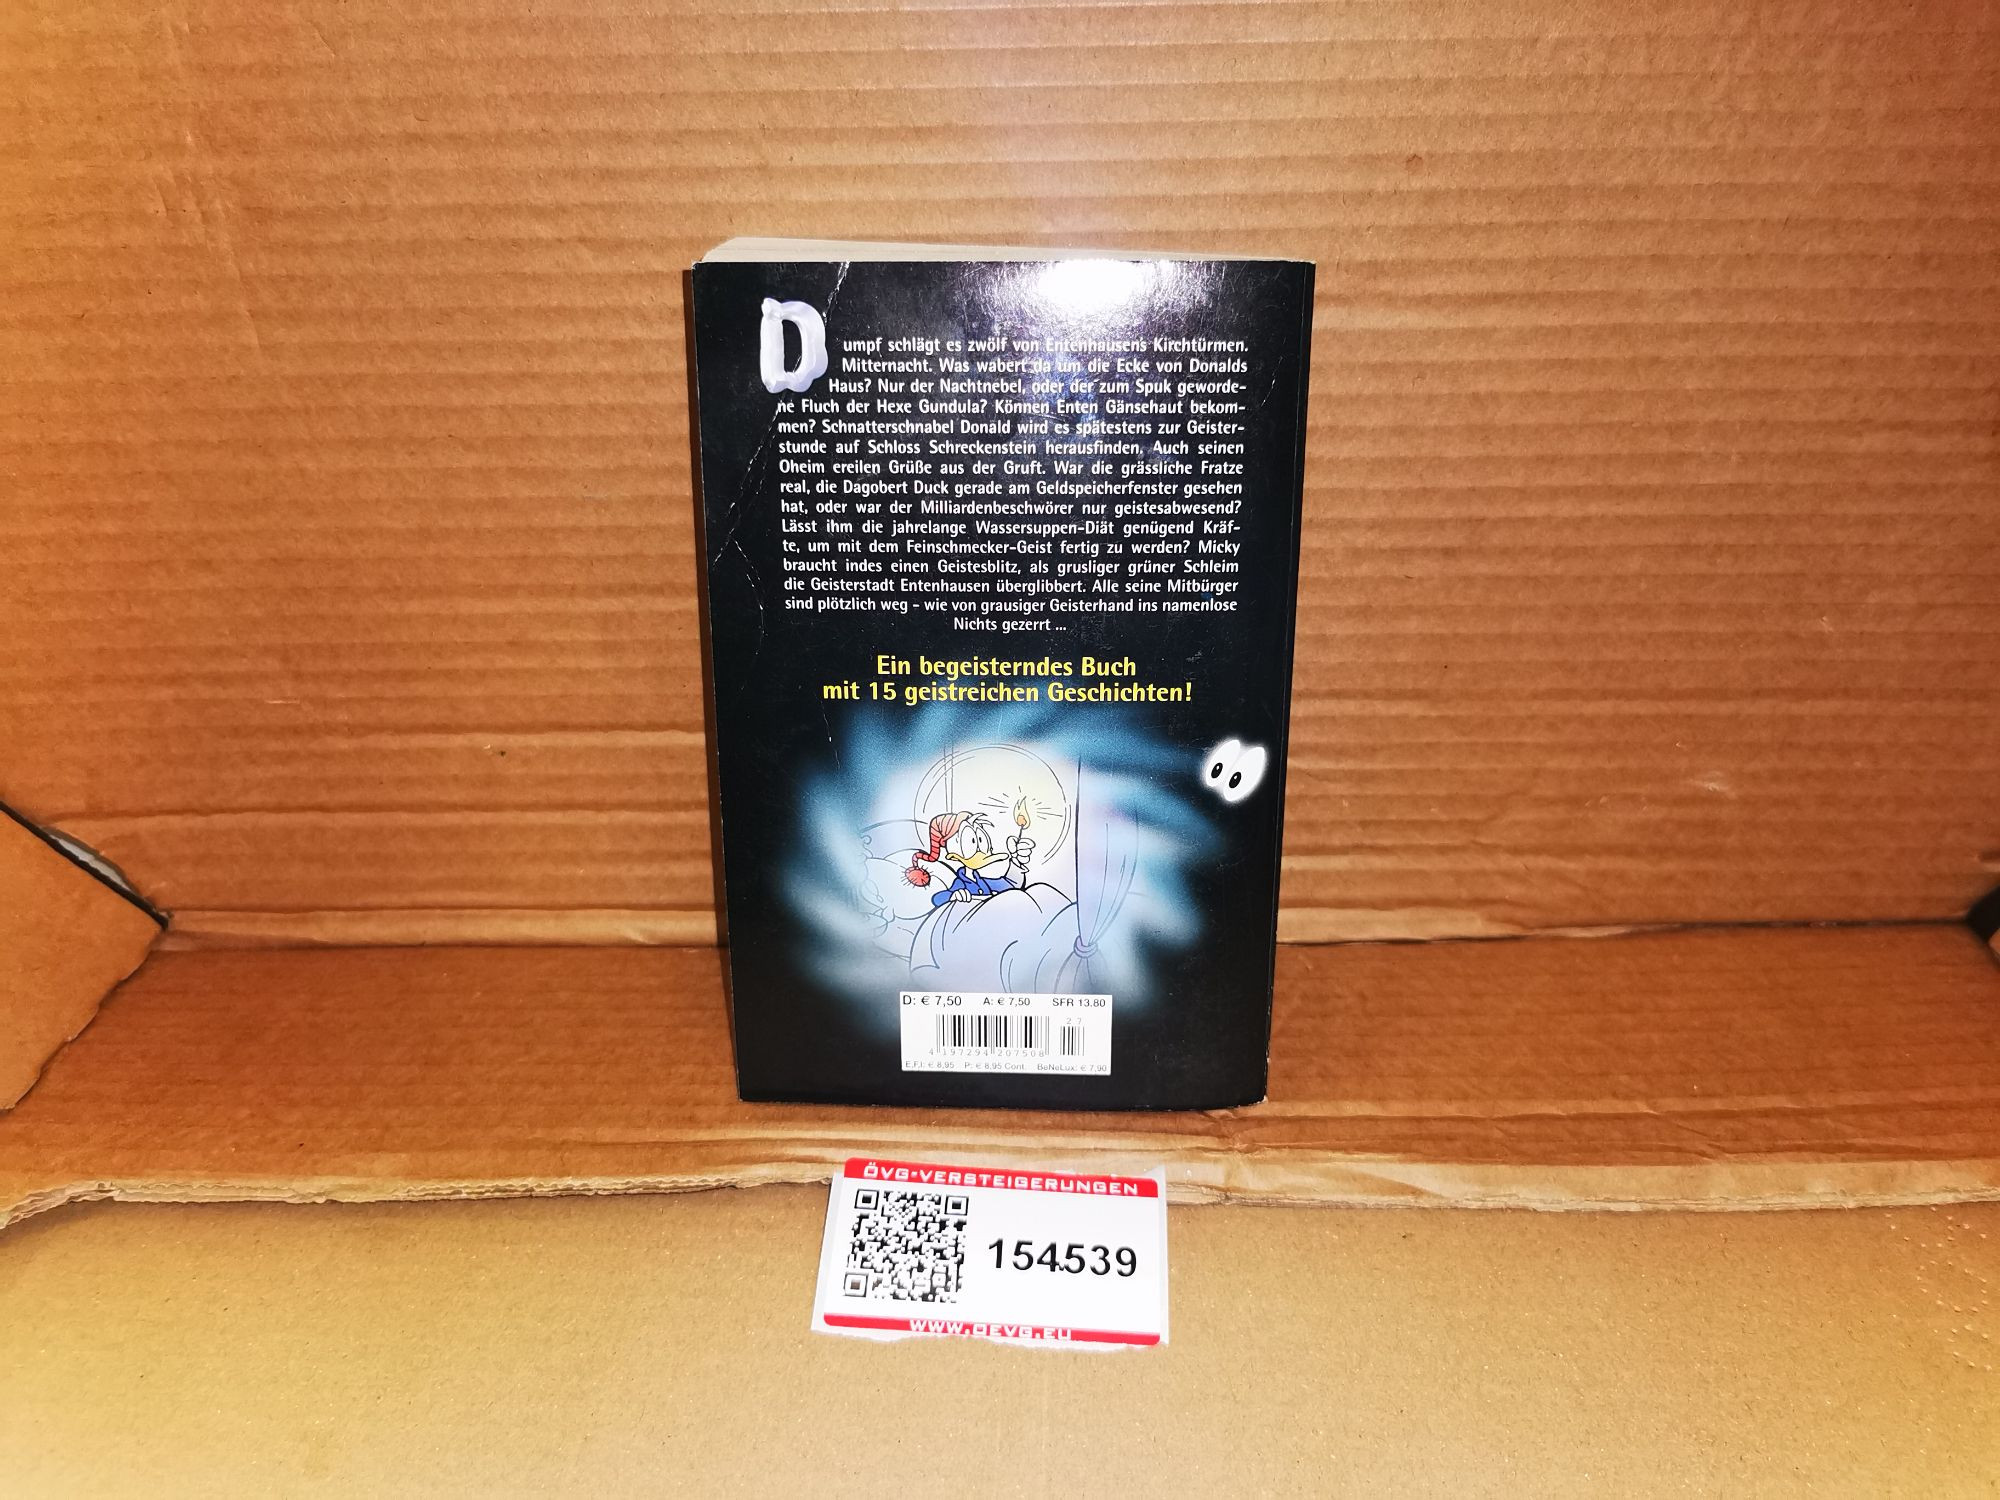 Dumpf schlägt es zwölf von Entenhausens Kirchtürmen.
Mitternacht. Was wabert da um die Ecke von Donalds
Haus? Nur der Nachtnebel, oder der zum Spuk geworde-
ne Fluch der Hexe Gundula? Können Enten Gänsehaut bekom-
men? Schnatterschnabel Donald wird es spätestens zur Geister-
stunde auf Schloss Schreckenstein herausfinden. Auch seinen
Oheim ereilen Grüße aus der Gruft. War die grässliche Fratze
real, die Dagobert Duck gerade am Geldspeicherfenster gesehen
hat, oder war der Milliardenbeschwörer nur geistesabwesend?
Lässt ihm die jahrelange Wassersuppen-Diät genügend Kräf-
te, um mit dem Feinschmecker-Geist fertig zu werden? Micky
braucht indes einen Geistesblitz, als grusliger grüner Schleim
die Geisterstadt Entenhausen überglibbert. Alle seine Mitbürger
sind plötzlich weg – wie von grausiger Geisterhand ins namenlose
Nichts gezerrt ...
Ein begeisterndes Buch
mit 15 geistreichen Geschichten!
D: € 7,50 A: € 7,50 SFR 13.80
27
4 197294 207508
E,F,I: € 8,95 P: € 8,95 Cont. BeNeLux: € 7,90
ÖVG-VERSTEIGERUNGEN
154539
WWW.OEVG.EU